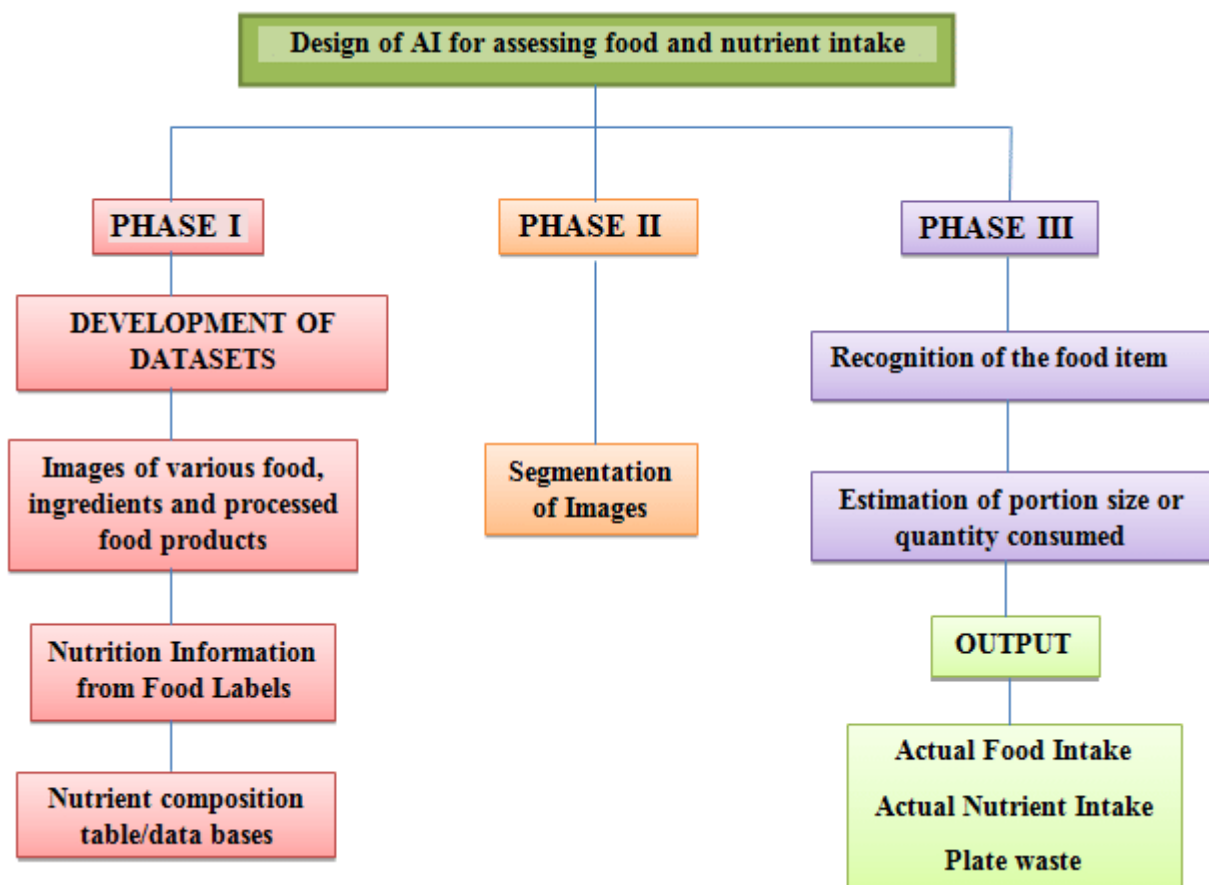 Design of AI for assessing food and nutrient intake
PHASE I
DEVELOPMENT OF
DATASETS
Images of various food,
ingredients and processed
food products
Nutrition Information
from Food Labels
Nutrient composition
table/data bases
PHASE II
Segmentation
of Images
PHASE III
Recognition of the food item
Estimation of portion size or
quantity consumed
OUTPUT
Actual Food Intake
Actual Nutrient Intake
Plate waste